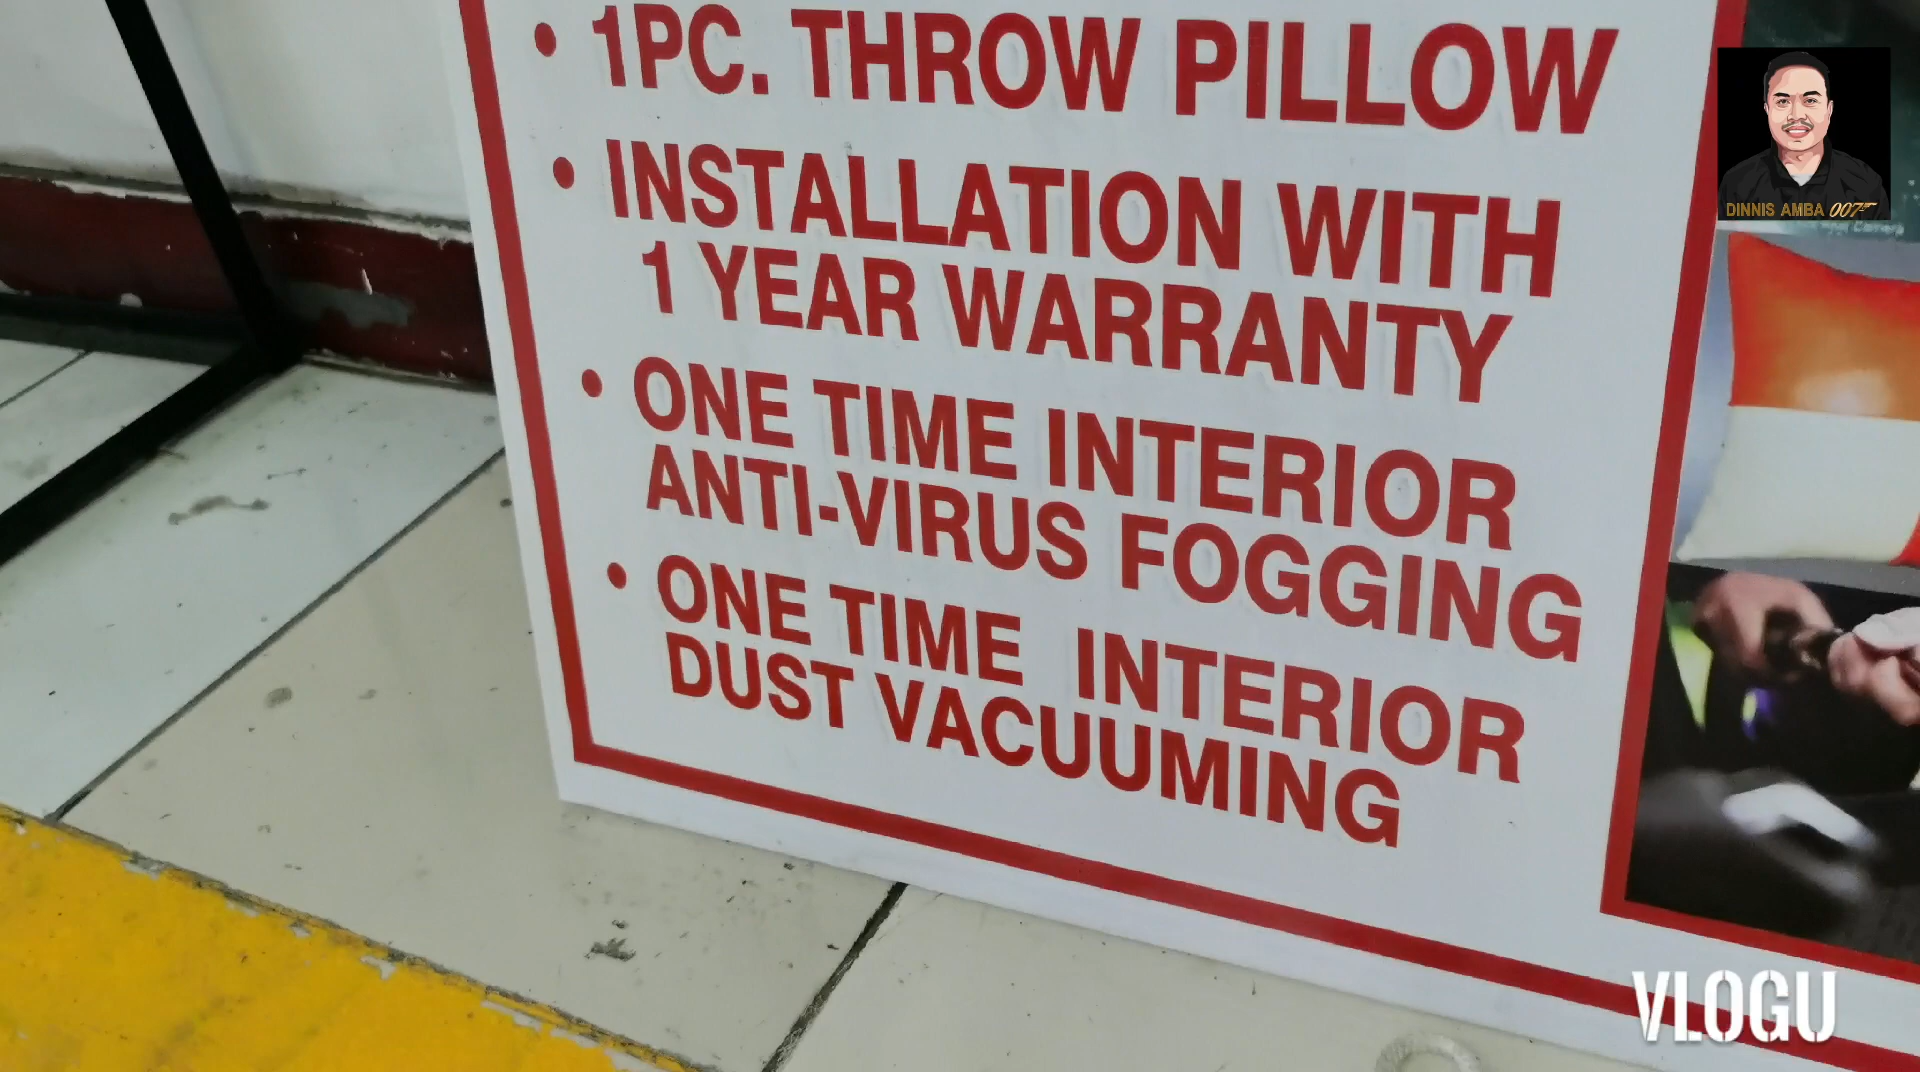 • 1PC. THROW PILLOW
• INSTALLATION WITH
1 YEAR WARRANTY
• ONE TIME INTERIOR
ANTI-VIRUS FOGGING
• ONE TIME INTERIOR
DUST VACUUMING
DINNIS AMBA 007
VLOGU